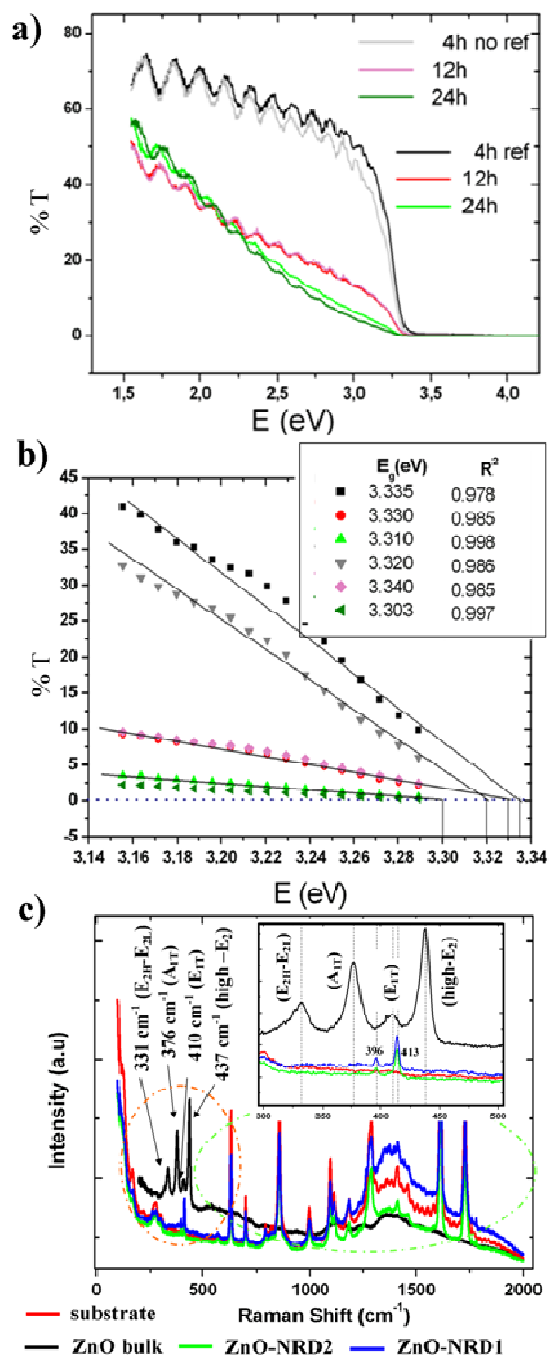 a)
80
60
40
20
0
% T
4h no ref
12h
24h
4h ref
12h
24h
1,5 2,0 2,5 3,0 3,5 4,0
E (eV)
b)
45
40
35
30
25
20
15
10
5
0
-5
% T
E_g(eV) R²
3.335 0.978
3.330 0.985
3.310 0.998
3.320 0.986
3.340 0.985
3.303 0.997
3,14 3,16 3,18 3,20 3,22 3,24 3,26 3,28 3,30 3,32 3,34
E (eV)
c)
Intensity (a.u)
331 cm⁻¹ (E₂H-E₂L)
376 cm⁻¹ (A₁T)
410 cm⁻¹ (E₁T)
437 cm⁻¹ (high–E₂)
(E₂H-E₂L)
(A₁T)
(E₁T)
(high-E₂)
396
413
300 400 500
0 500 1000 1500 2000
Raman Shift (cm⁻¹)
substrate
ZnO bulk ZnO-NRD2 ZnO-NRD1